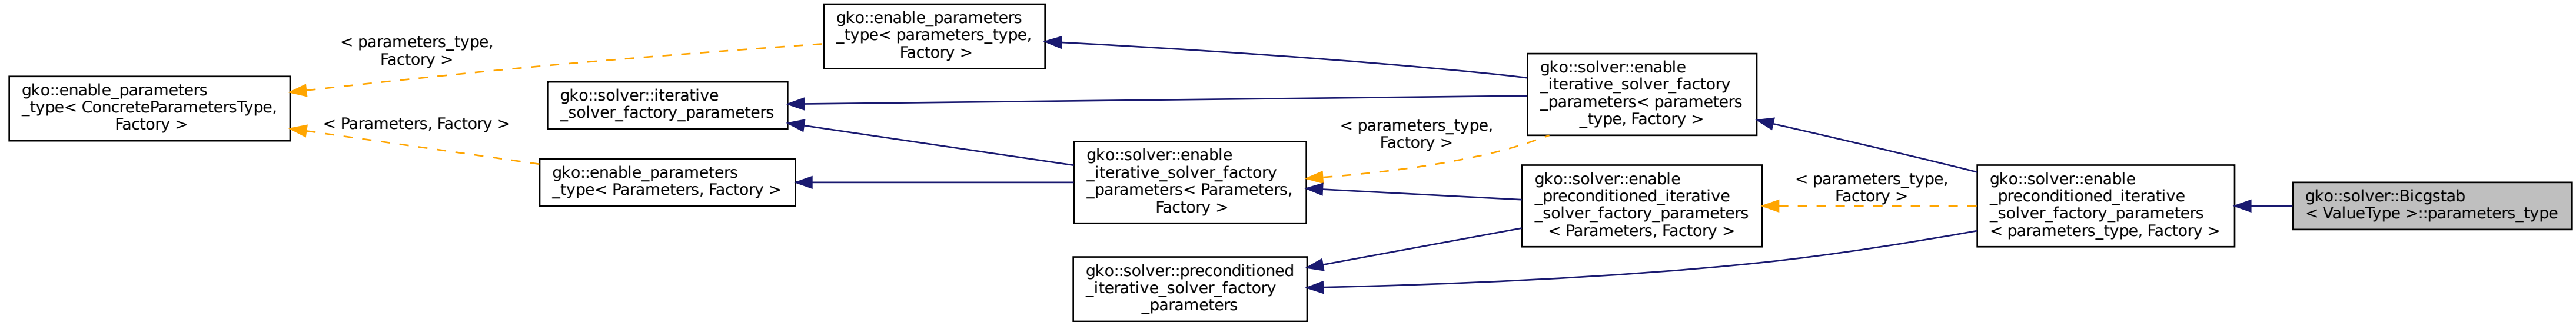 gko::enable_parameters
_type< ConcreteParametersType,
Factory >
< parameters_type,
Factory >
< Parameters, Factory >
gko::solver::iterative
_solver_factory_parameters
gko::enable_parameters
_type< Parameters, Factory >
gko::enable_parameters
_type< parameters_type,
Factory >
gko::solver::enable
_iterative_solver_factory
_parameters< Parameters,
Factory >
gko::solver::preconditioned
_iterative_solver_factory
_parameters
< parameters_type,
Factory >
gko::solver::enable
_iterative_solver_factory
_parameters< parameters
_type, Factory >
gko::solver::enable
_preconditioned_iterative
_solver_factory_parameters
< Parameters, Factory >
< parameters_type,
Factory >
gko::solver::enable
_preconditioned_iterative
_solver_factory_parameters
< parameters_type, Factory >
gko::solver::Bicgstab
< ValueType >::parameters_type